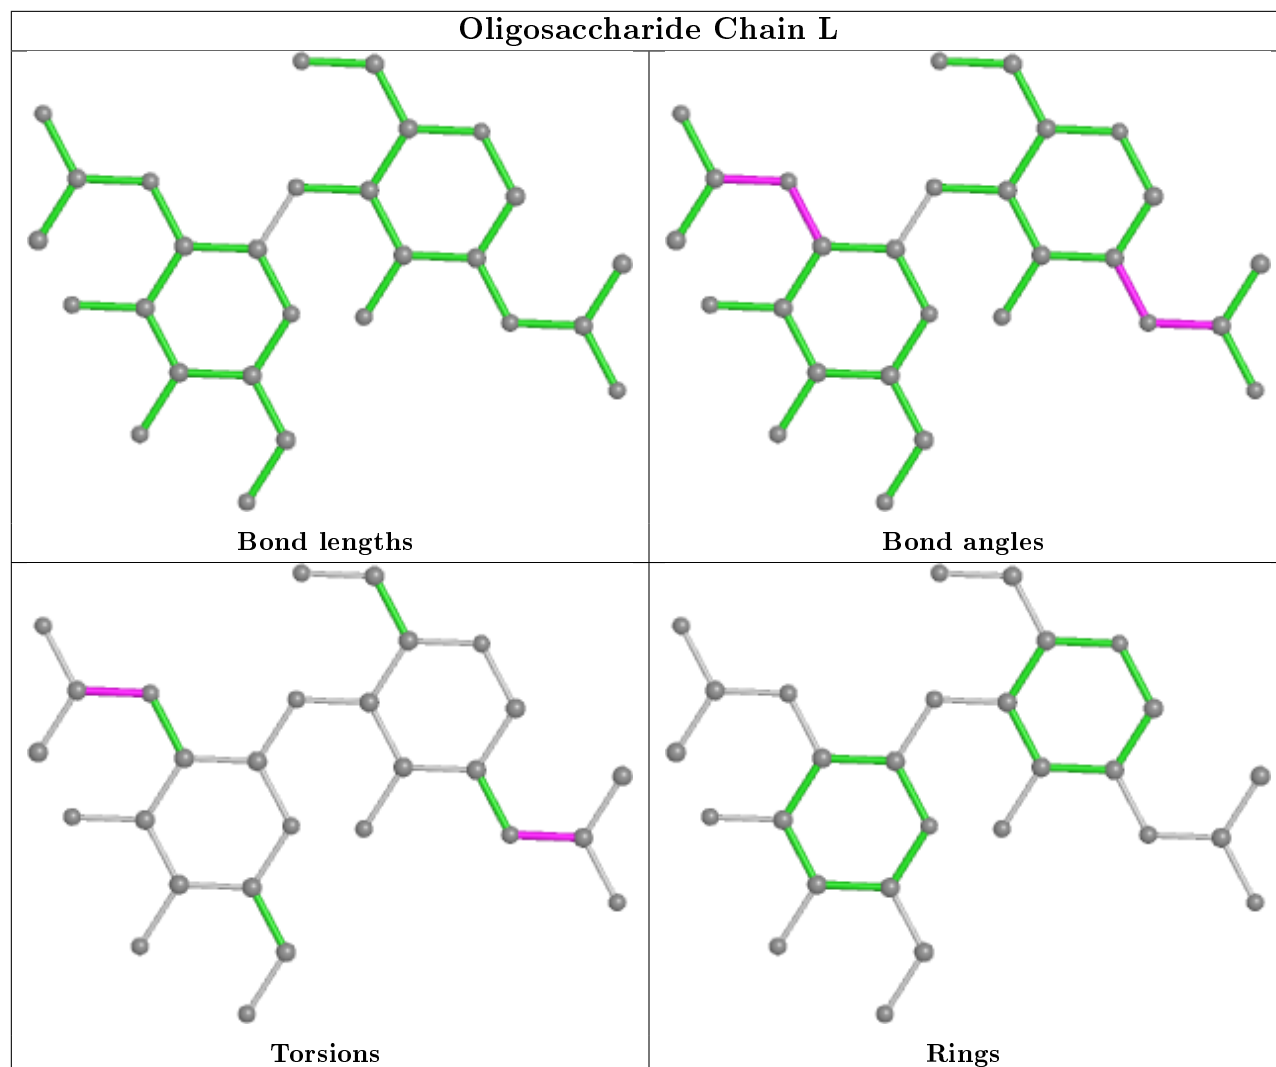 Oligosaccharide Chain L
Bond lengths
Bond angles
Torsions
Rings